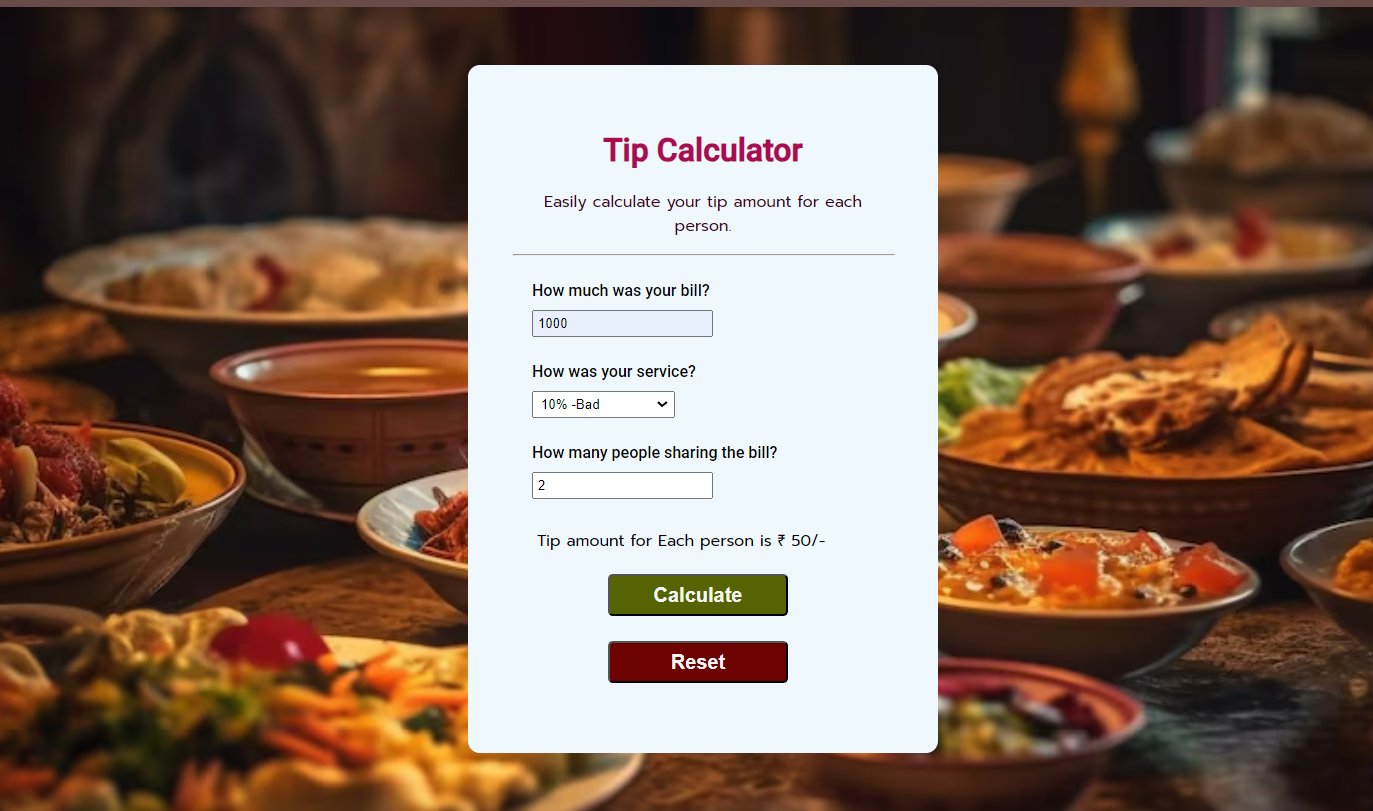 Tip Calculator
Easily calculate your tip amount for each
person.
How much was your bill?
1000
How was your service?
10% -Bad
How many people sharing the bill?
2
Tip amount for Each person is ₹ 50/-
Calculate
Reset